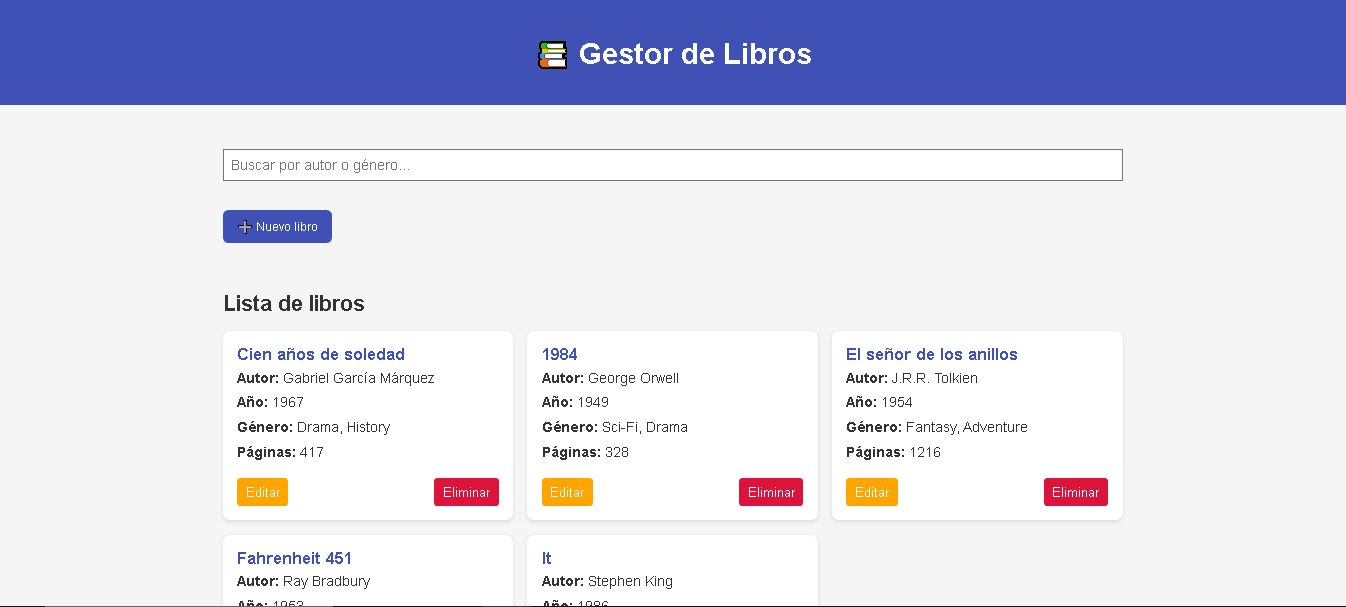 Gestor de Libros
Buscar por autor o género...
Nuevo libro
Lista de libros
Cien años de soledad
Autor: Gabriel García Márquez
Año: 1967
Género: Drama, History
Páginas: 417
Editar
Eliminar
1984
Autor: George Orwell
Año: 1949
Género: Sci-Fi, Drama
Páginas: 328
Editar
Eliminar
El señor de los anillos
Autor: J.R.R. Tolkien
Año: 1954
Género: Fantasy, Adventure
Páginas: 1216
Editar
Eliminar
Fahrenheit 451
Autor: Ray Bradbury
Año: 1953
It
Autor: Stephen King
Año: 1986